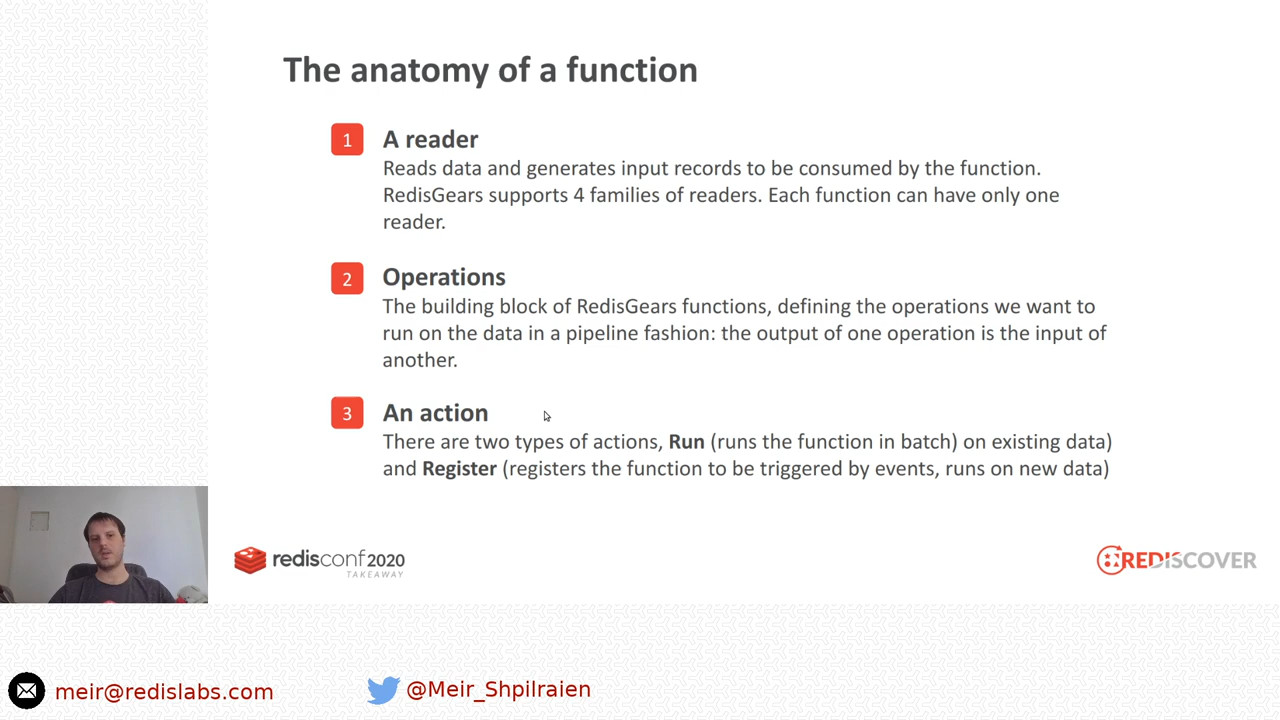 The anatomy of a function
1
A reader
Reads data and generates input records to be consumed by the function.
RedisGears supports 4 families of readers. Each function can have only one
reader.
2
Operations
The building block of RedisGears functions, defining the operations we want to
run on the data in a pipeline fashion: the output of one operation is the input of
another.
3
An action
There are two types of actions, Run (runs the function in batch) on existing data)
and Register (registers the function to be triggered by events, runs on new data)
redisconf 2020
TAKEAWAY
REDISCOVER
meir@redislabs.com
@Meir_Shpilraien